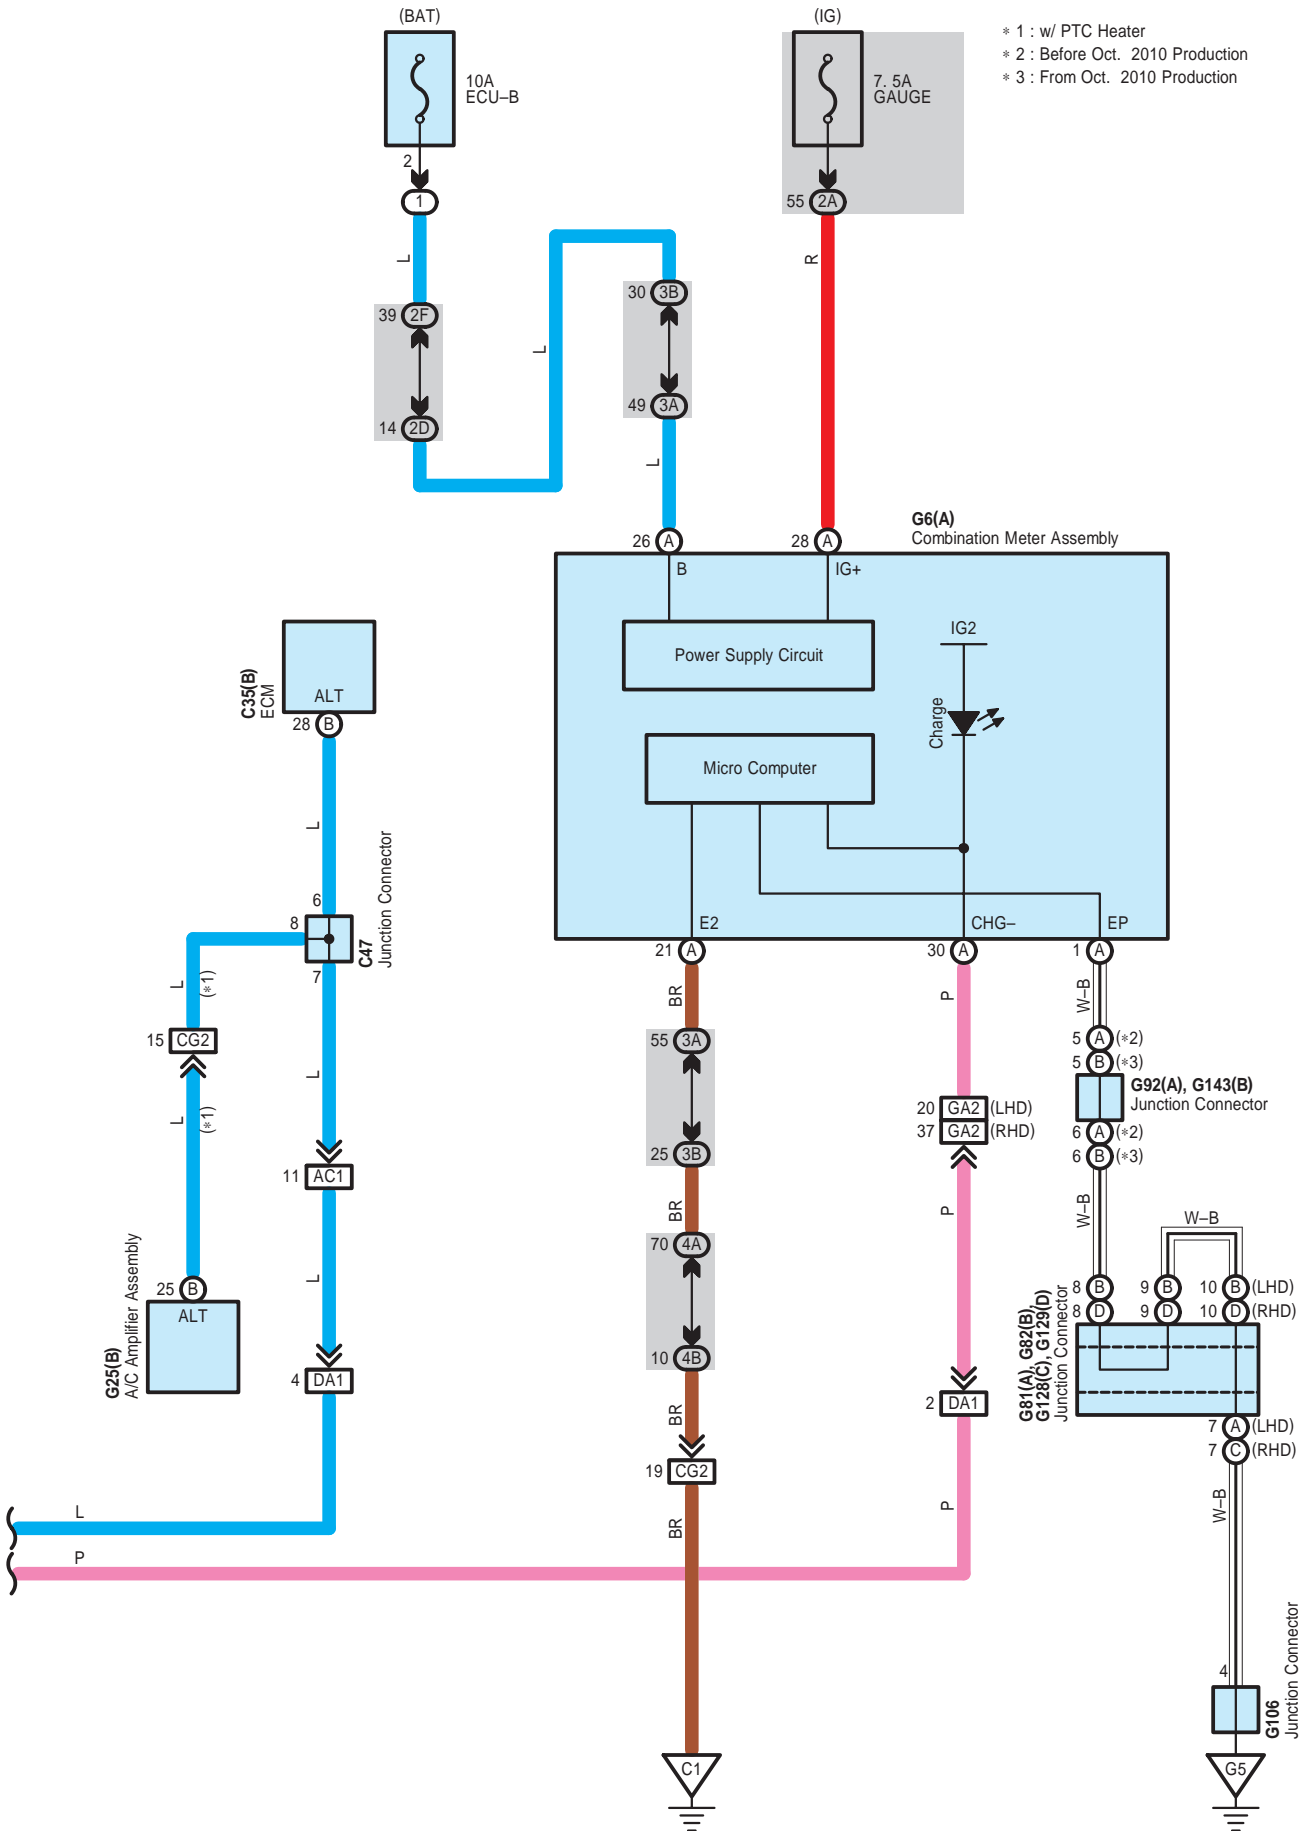 (BAT)
(IG)
∗ 1 : w/ PTC Heater
∗ 2 : Before Oct. 2010 Production
∗ 3 : From Oct. 2010 Production
10A
ECU–B
7. 5A
GAUGE
2
1
55 2A
L
R
30 3B
39 2F
L
49 3A
14 2D
L
G6(A)
Combination Meter Assembly
26 A
28 A
B
IG+
Power Supply Circuit
IG2
Charge
Micro Computer
E2
CHG–
EP
21 A
30 A
1 A
C35(B)
ECM
ALT
28 B
L
6
8
7
C47
Junction Connector
L
(∗1)
15 CG2
L
(∗1)
L
11 AC1
L
25 B
ALT
G25(B)
A/C Amplifier Assembly
4 DA1
BR
P
W–B
55 3A
5 A (∗2)
5 B (∗3)
G92(A), G143(B)
Junction Connector
20 GA2 (LHD)
37 GA2 (RHD)
6 A (∗2)
6 B (∗3)
25 3B
BR
P
W–B
W–B
70 4A
8 B
9 B
10 B (LHD)
8 D
9 D
10 D (RHD)
G81(A), G82(B),
G128(C), G129(D)
Junction Connector
10 4B
BR
2 DA1
7 A (LHD)
7 C (RHD)
19 CG2
L
BR
P
W–B
P
4
G106
Junction Connector
C1
G5